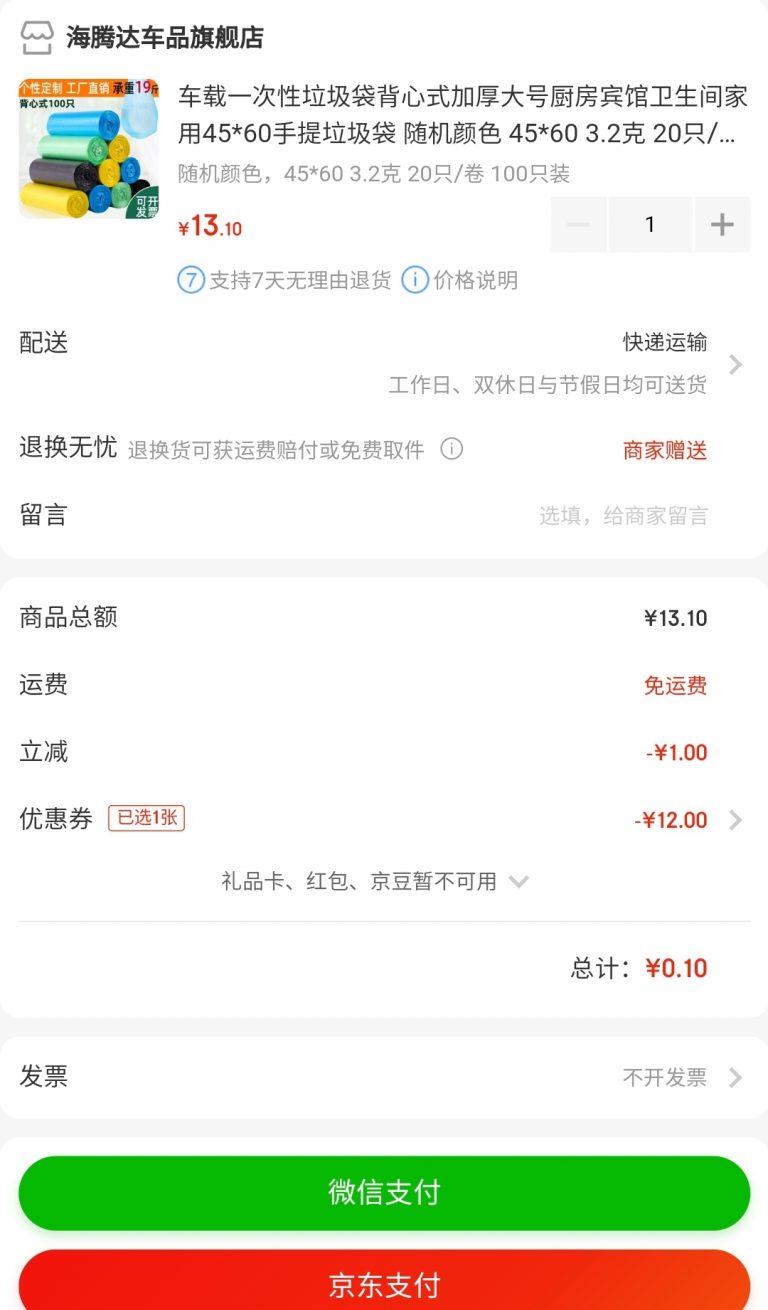 海腾达车品旗舰店
个性定制 工厂直销 承重19斤
背心式100只
可开
发票
车载一次性垃圾袋背心式加厚大号厨房宾馆卫生间家
用45*60手提垃圾袋 随机颜色 45*60 3.2克 20只/...
随机颜色，45*60 3.2克 20只/卷 100只装
¥13.10
1
7 支持7天无理由退货 i 价格说明
配送 快递运输
工作日、双休日与节假日均可送货
退换无忧 退换货可获运费赔付或免费取件 i 商家赠送
留言 选填，给商家留言
商品总额 ¥13.10
运费 免运费
立减 -¥1.00
优惠券 已选1张 -¥12.00
礼品卡、红包、京豆暂不可用
总计：¥0.10
发票 不开发票
微信支付
京东支付